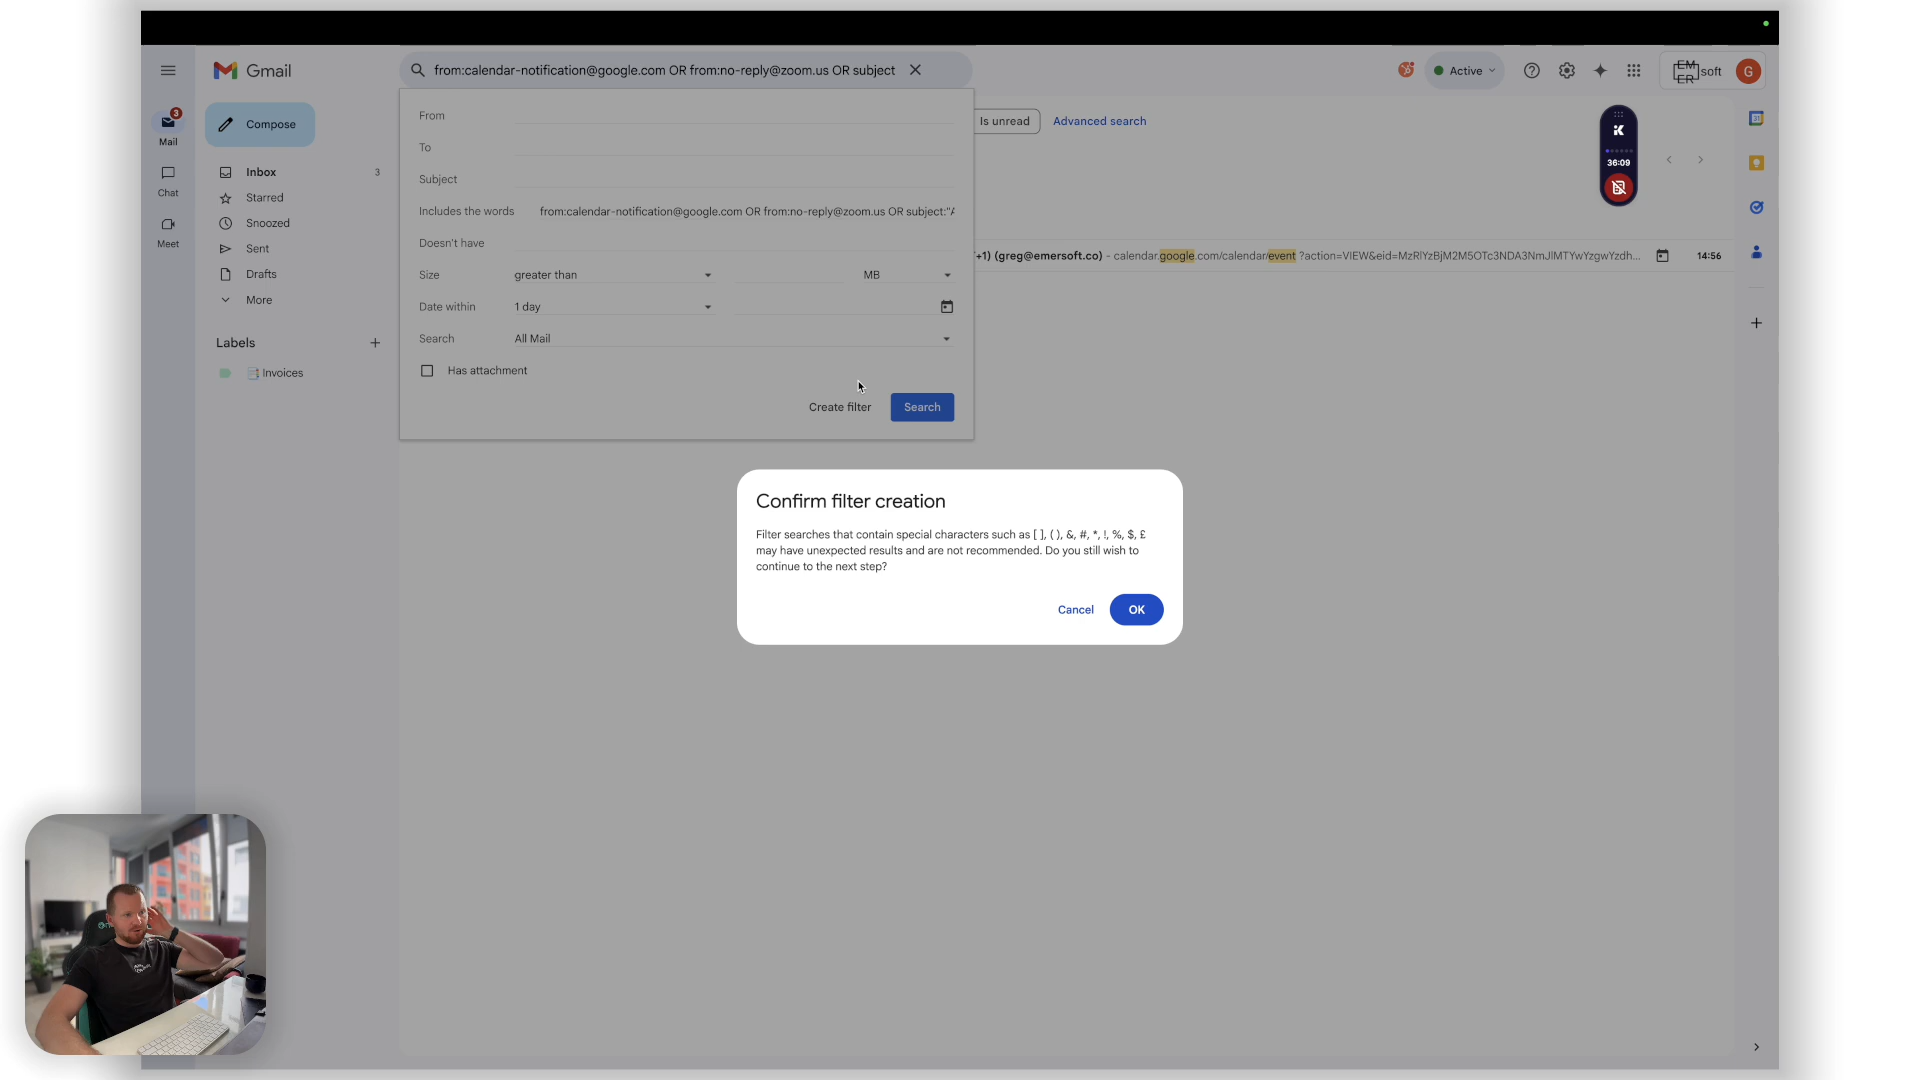 Gmail
from:calendar-notification@google.com OR from:no-reply@zoom.us OR subject
Active
soft
G
3
Mail
Chat
Meet
Compose
Inbox 3
Starred
Snoozed
Sent
Drafts
More
Labels
Invoices
From
To
Subject
Includes the words from:calendar-notification@google.com OR from:no-reply@zoom.us OR subject:"A
Doesn't have
Size greater than MB
Date within 1 day
Search All Mail
Has attachment
Create filter Search
Is unread Advanced search
36:09
+1) (greg@emersoft.co) - calendar.google.com/calendar/event ?action=VIEW&eid=MzRlYzBjM2M5OTc3NDA3NmJlMTYwYzgwYzdh... 14:56
Confirm filter creation
Filter searches that contain special characters such as [ ], ( ), &, #, *, !, %, $, £
may have unexpected results and are not recommended. Do you still wish to
continue to the next step?
Cancel OK